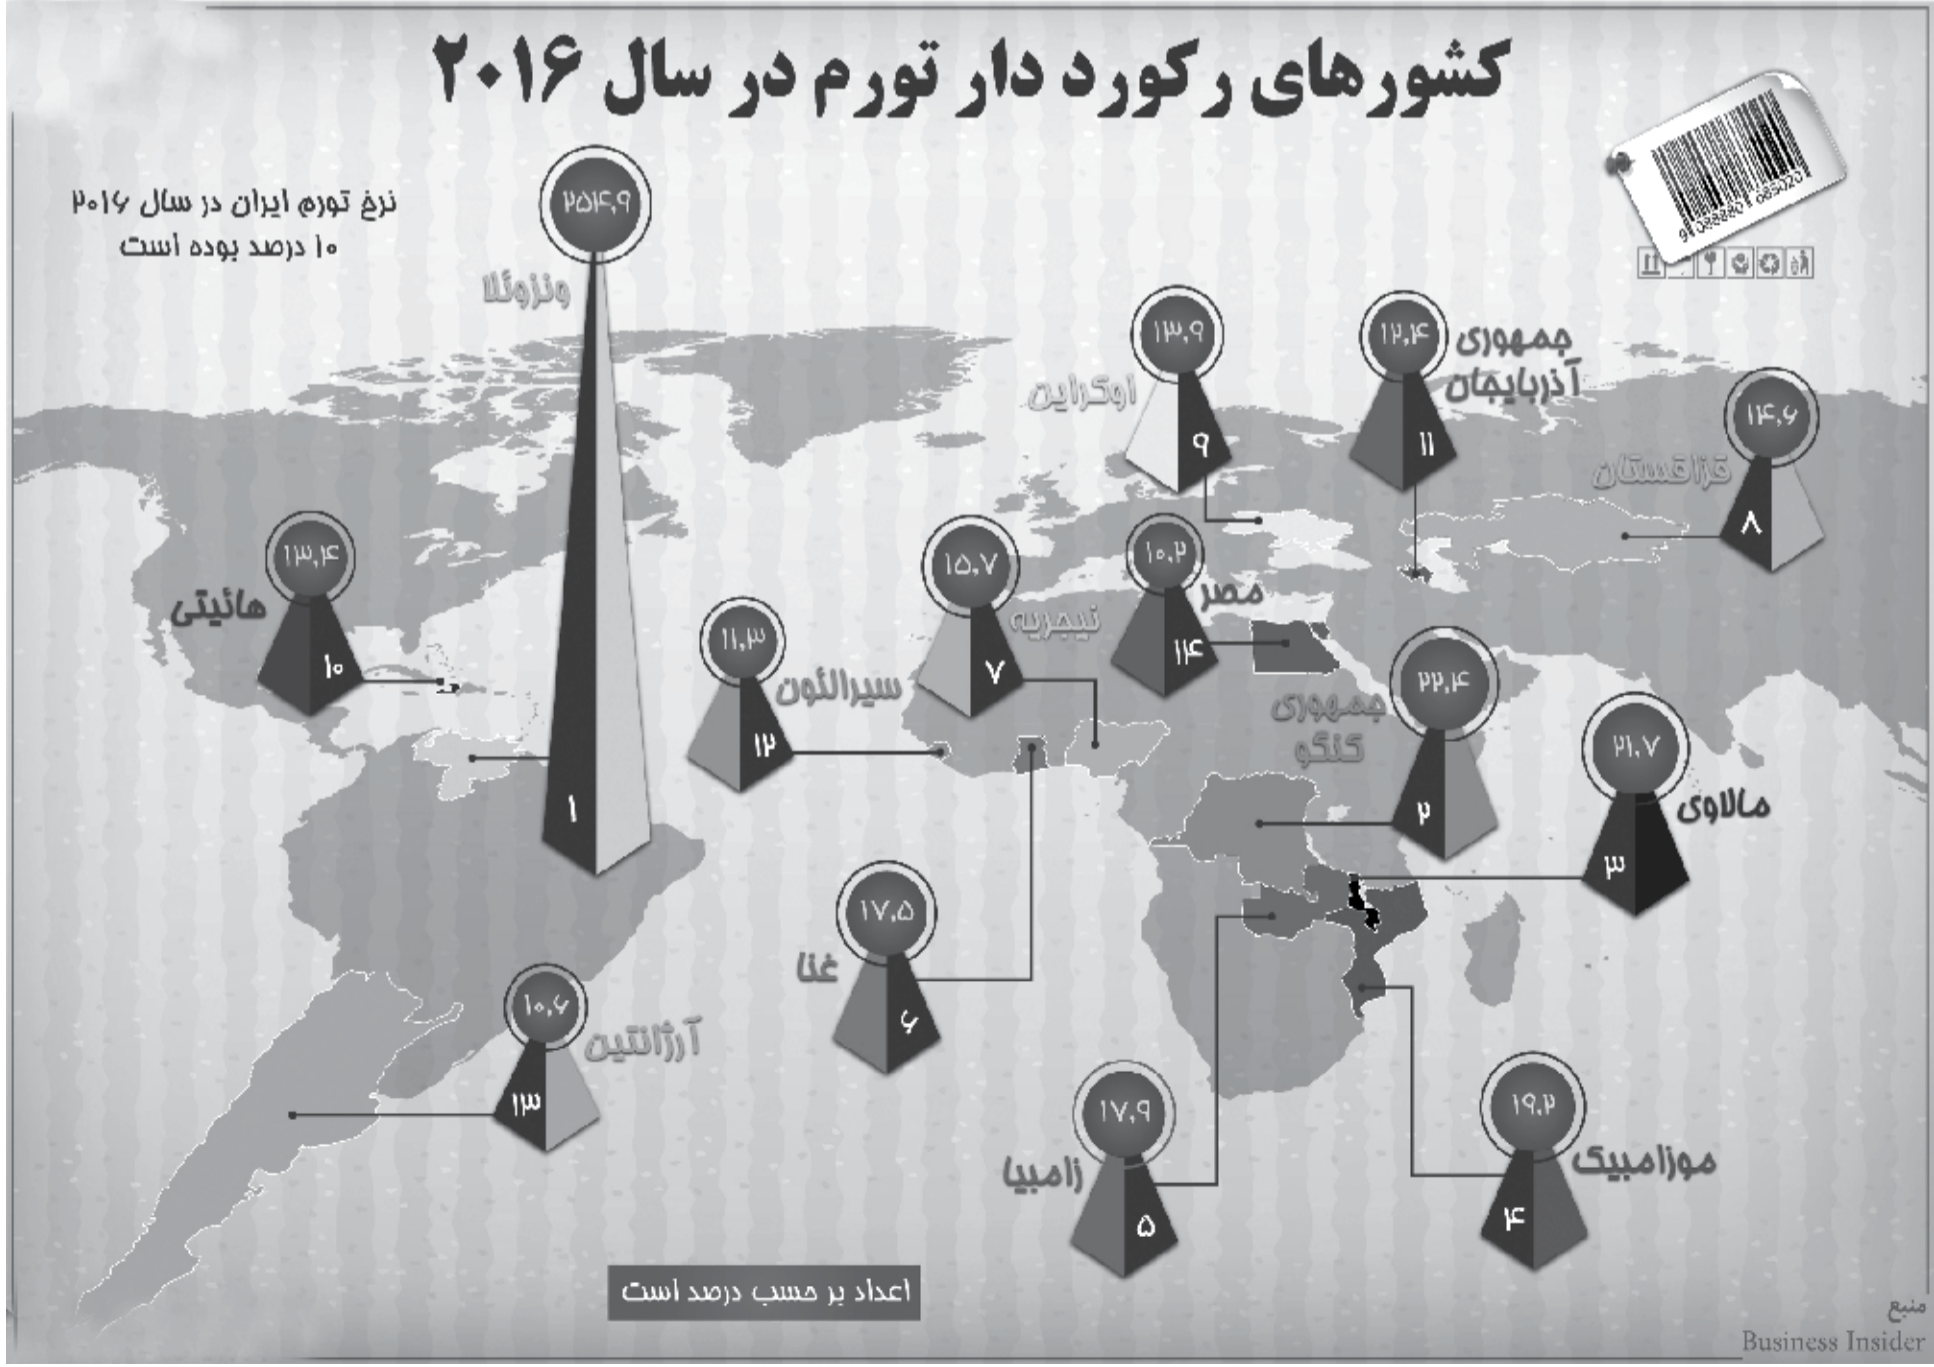 کشورهای رکورد دار تورم در سال ۲۰۱۶
نرخ تورم ایران در سال ۲۰۱۶
۱۰ درصد بوده است
۲۵۴,۹
ونزوئلا
۱
۱۳,۹
اوکراین
۹
۱۲,۴
جمهوری
آذربایجان
۱۱
۱۴,۶
قزاقستان
۸
۱۳,۴
هائیتی
۱۰
۱۱,۳
سیرالئون
۱۲
۱۵,۷
نیجریه
۷
۱۰,۲
مصر
۱۴
۲۲,۴
جمهوری
کنگو
۲
۲۱,۷
مالاوی
۳
۱۷,۵
غنا
۶
۱۰,۶
آرژانتین
۱۳
۱۷,۹
زامبیا
۵
۱۹,۲
موزامبیک
۴
اعداد بر حسب درصد است
منبع
Business Insider